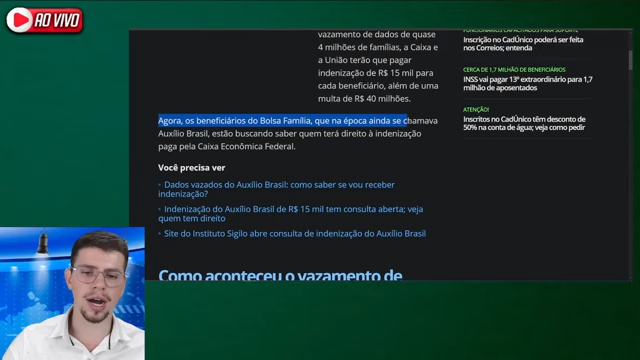 AO VIVO
vazamento de dados de quase
4 milhões de famílias, a Caixa e
a União terão que pagar
indenização de R$ 15 mil para
cada beneficiário, além de uma
multa de R$ 40 milhões.
Agora, os beneficiários do Bolsa Família, que na época ainda se chamava
Auxílio Brasil, estão buscando saber quem terá direito à indenização
paga pela Caixa Econômica Federal.
Você precisa ver
Dados vazados do Auxílio Brasil: como saber se vou receber
indenização?
Indenização do Auxílio Brasil de R$ 15 mil tem consulta aberta; veja
quem tem direito
Site do Instituto Sigilo abre consulta de indenização do Auxílio Brasil
Como aconteceu o vazamento de
Inscrição no CadÚnico poderá ser feita
nos Correios; entenda
CERCA DE 1,7 MILHÃO DE BENEFICIÁRIOS
INSS vai pagar 13º extraordinário para 1,7
milhão de aposentados
ATENÇÃO!
Inscritos no CadÚnico têm desconto de
50% na conta de água; veja como pedir